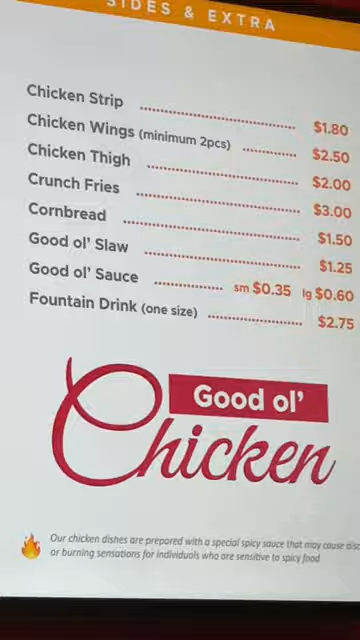 SIDES & EXTRA
Chicken Strip $1.80
Chicken Wings (minimum 2pcs) $2.50
Chicken Thigh $2.00
Crunch Fries $3.00
Cornbread $1.50
Good ol' Slaw $1.25
Good ol' Sauce sm $0.35 lg $0.60
Fountain Drink (one size) $2.75
Good ol'
Chicken
Our chicken dishes are prepared with a special spicy sauce that may cause
or burning sensations for individuals who are sensitive to spicy food